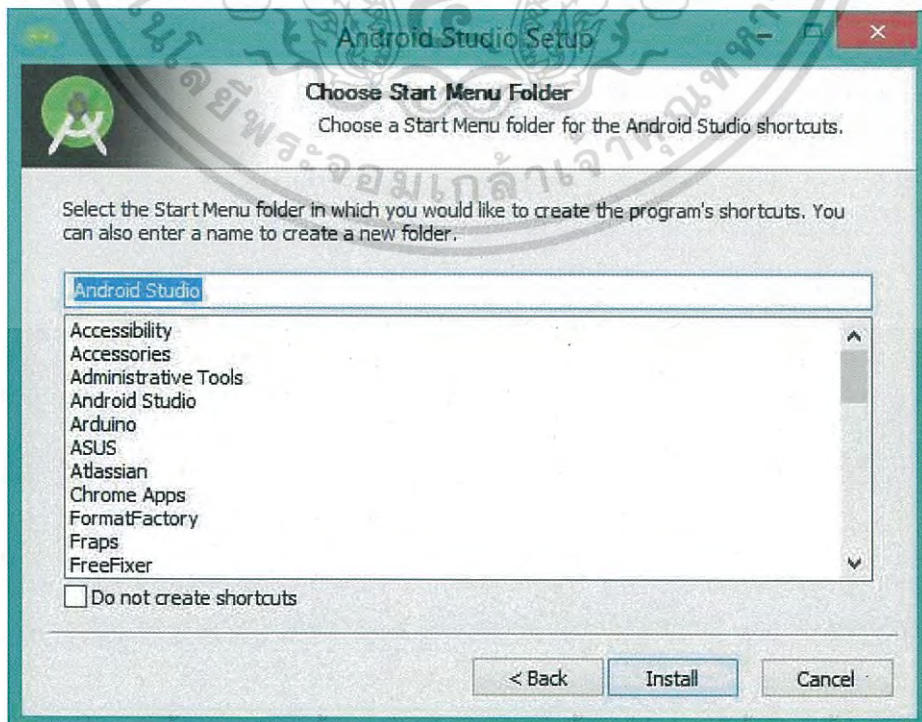 Android Studio Setup
Choose Start Menu Folder
Choose a Start Menu folder for the Android Studio shortcuts.
Select the Start Menu folder in which you would like to create the program's shortcuts. You
can also enter a name to create a new folder.
Android Studio
Accessibility
Accessories
Administrative Tools
Android Studio
Arduino
ASUS
Atlassian
Chrome Apps
FormatFactory
Fraps
FreeFixer
Do not create shortcuts
< Back
Install
Cancel